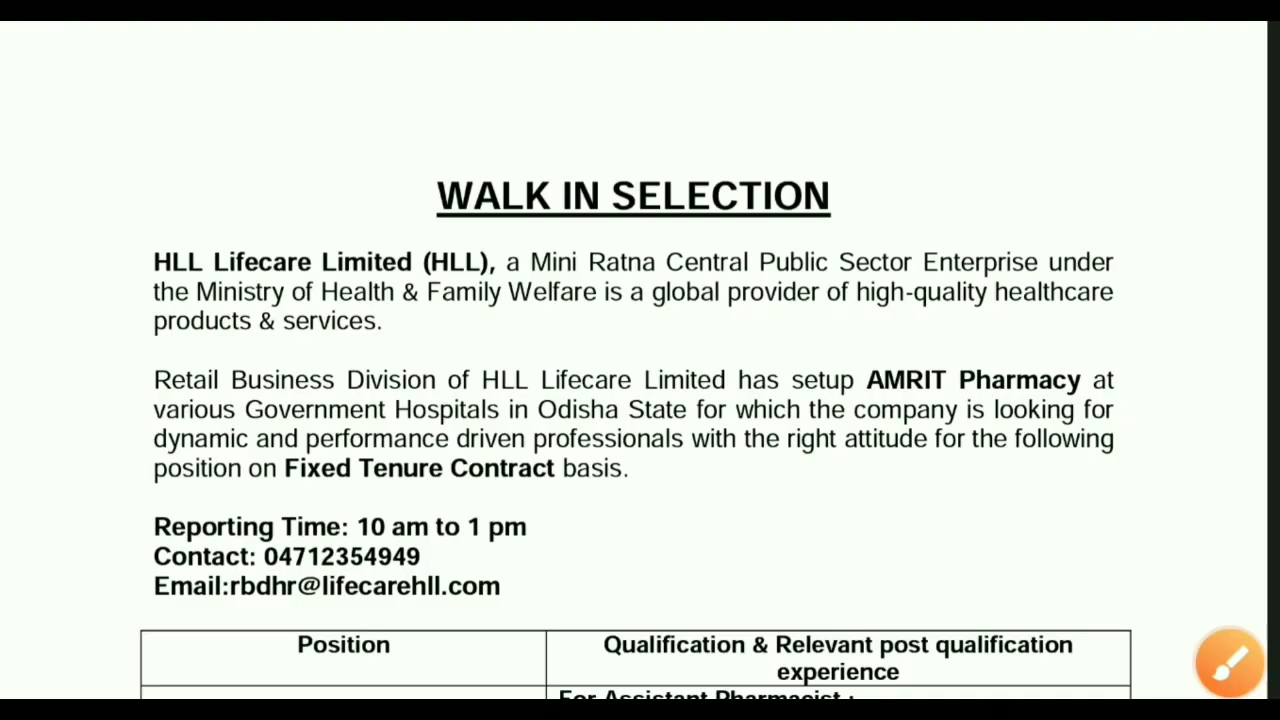 WALK IN SELECTION
HLL Lifecare Limited (HLL), a Mini Ratna Central Public Sector Enterprise under
the Ministry of Health & Family Welfare is a global provider of high-quality healthcare
products & services.
Retail Business Division of HLL Lifecare Limited has setup AMRIT Pharmacy at
various Government Hospitals in Odisha State for which the company is looking for
dynamic and performance driven professionals with the right attitude for the following
position on Fixed Tenure Contract basis.
Reporting Time: 10 am to 1 pm
Contact: 04712354949
Email:rbdhr@lifecarehll.com
Position
Qualification & Relevant post qualification
experience
For Assistant Pharmacist :